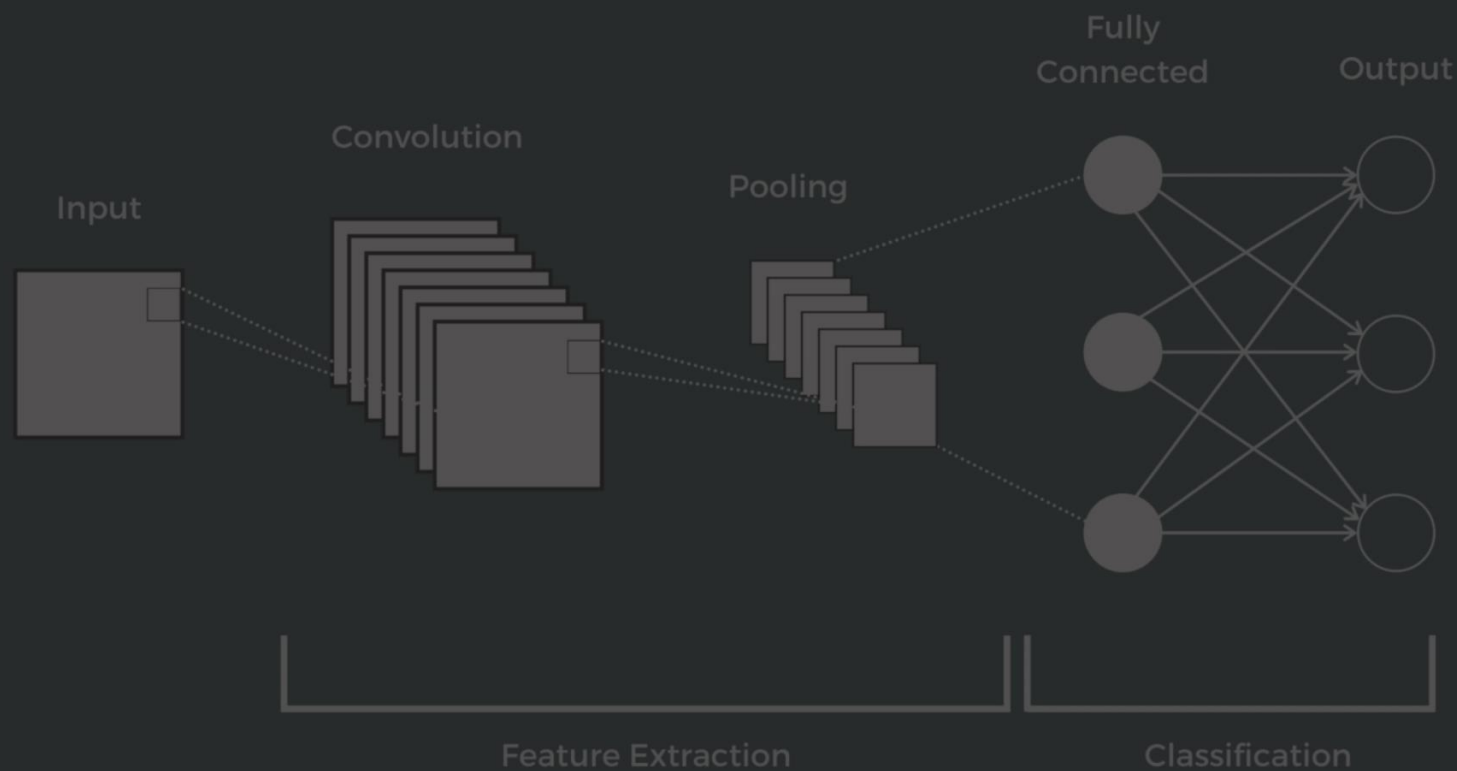 Input
Convolution
Pooling
Fully
Connected
Output
Feature Extraction
Classification